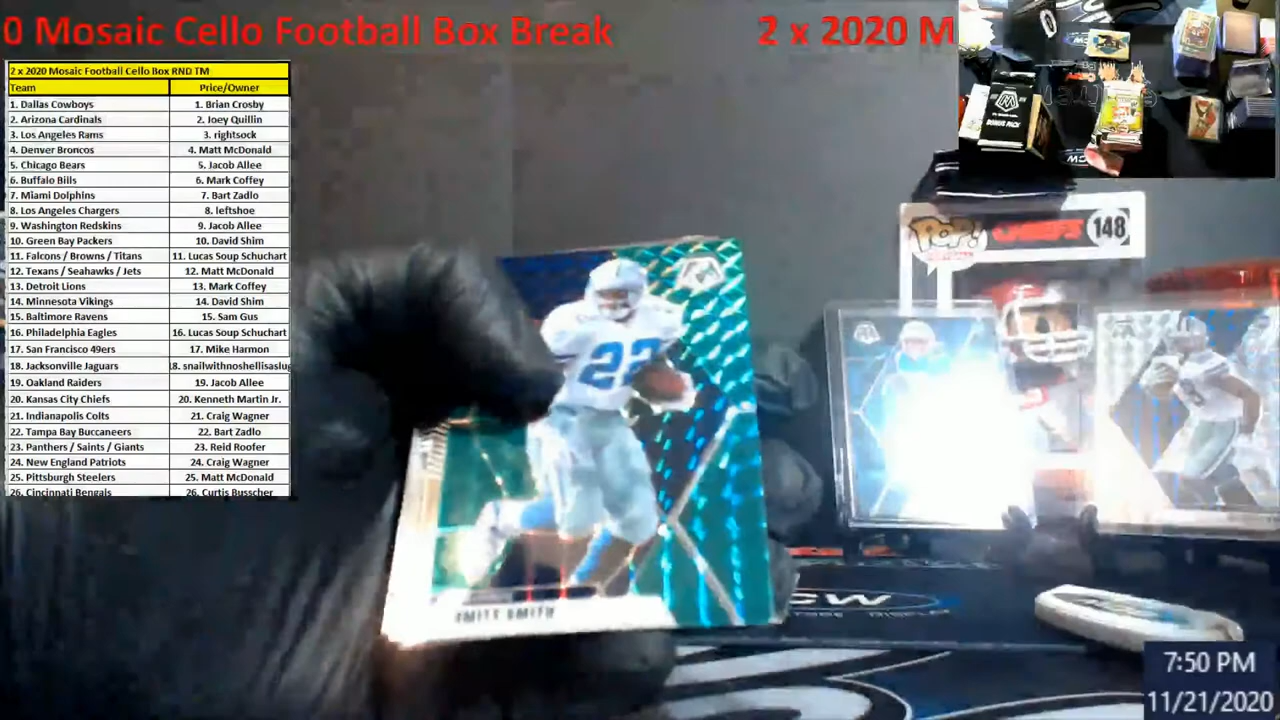 0 Mosaic Cello Football Box Break 2 x 2020 M
2 x 2020 Mosaic Football Cello Box RND TM
Team Price/Owner
1. Dallas Cowboys 1. Brian Crosby
2. Arizona Cardinals 2. Joey Quillin
3. Los Angeles Rams 3. rightsock
4. Denver Broncos 4. Matt McDonald
5. Chicago Bears 5. Jacob Allee
6. Buffalo Bills 6. Mark Coffey
7. Miami Dolphins 7. Bart Zadlo
8. Los Angeles Chargers 8. leftshoe
9. Washington Redskins 9. Jacob Allee
10. Green Bay Packers 10. David Shim
11. Falcons / Browns / Titans 11. Lucas Soup Schuchart
12. Texans / Seahawks / Jets 12. Matt McDonald
13. Detroit Lions 13. Mark Coffey
14. Minnesota Vikings 14. David Shim
15. Baltimore Ravens 15. Sam Gus
16. Philadelphia Eagles 16. Lucas Soup Schuchart
17. San Francisco 49ers 17. Mike Harmon
18. Jacksonville Jaguars 18. snailwithnoshellisaslug
19. Oakland Raiders 19. Jacob Allee
20. Kansas City Chiefs 20. Kenneth Martin Jr.
21. Indianapolis Colts 21. Craig Wagner
22. Tampa Bay Buccaneers 22. Bart Zadlo
23. Panthers / Saints / Giants 23. Reid Roofer
24. New England Patriots 24. Craig Wagner
25. Pittsburgh Steelers 25. Matt McDonald
26. Cincinnati Bengals 26. Curtis Busscher
BONUS PACK
POP! CHIEFS 148
22
EMITT SMITH
7:50 PM
11/21/2020